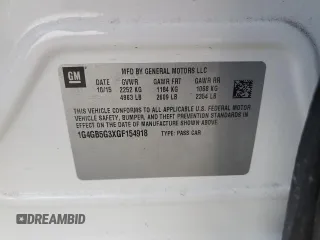 GM
MFD BY GENERAL MOTORS LLC
DATE GVWR GAWR FRT GAWR RR
10/15 2252 KG 1184 KG 1068 KG
4963 LB 2609 LB 2354 LB
THIS VEHICLE CONFORMS TO ALL APPLICABLE U.S. FEDERAL MOTOR
VEHICLE SAFETY, BUMPER, AND THEFT PREVENTION STANDARDS
IN EFFECT ON THE DATE OF MANUFACTURE SHOWN ABOVE.
1G4GB5G3XGF154918 TYPE: PASS CAR
DREAMBID